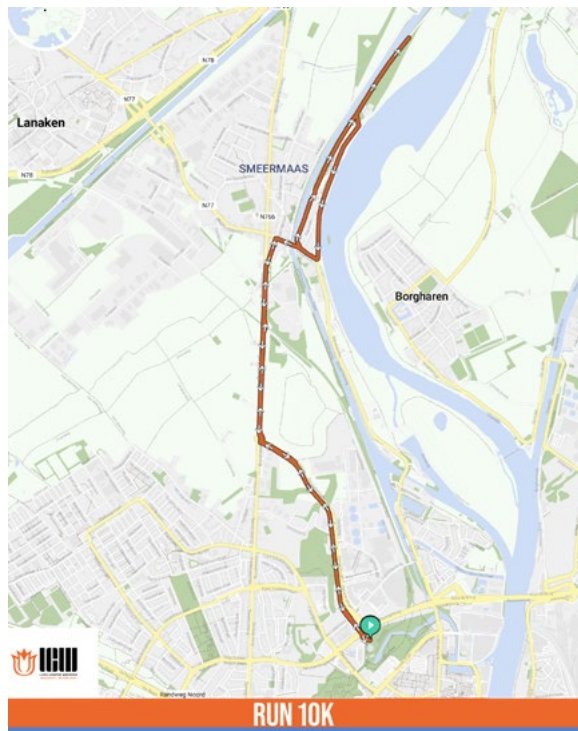 N78
N77
Lanaken
SMEERMAAS
N78
N77
N766
Borgharen
Randweg Noord
RUN 10K